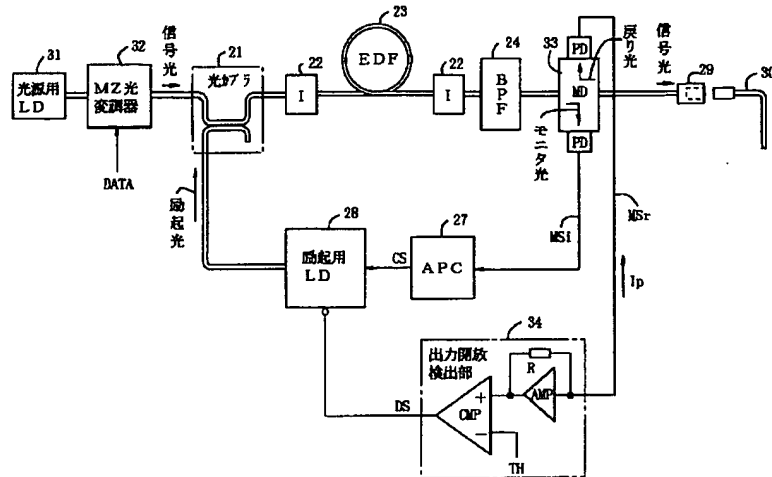 31
光源用
LD
32
MZ光
変調器
DATA
信号光
21
光カプラ
22
I
23
EDF
22
I
24
BPF
33
PD
MD
PD
戻り光
モニタ光
信号光
29
30
励起光
28
励起用
LD
CS
27
APC
MSi
MSr
Ip
34
出力開放
検出部
R
AMP
CMP
+
−
TH
DS